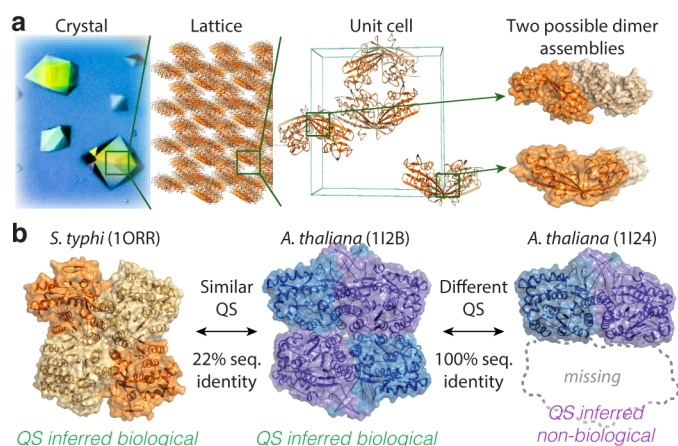 a
Crystal
Lattice
Unit cell
Two possible dimer
assemblies
b
S. typhi (1ORR)
A. thaliana (1I2B)
A. thaliana (1I24)
Similar
QS
22% seq.
identity
Different
QS
100% seq.
identity
missing
QS inferred biological
QS inferred biological
QS inferred
non-biological